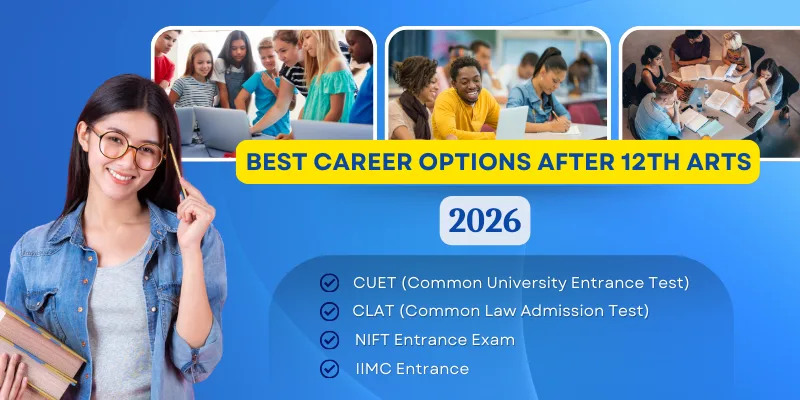 BEST CAREER OPTIONS AFTER 12TH ARTS
2026
CUET (Common University Entrance Test)
CLAT (Common Law Admission Test)
NIFT Entrance Exam
IIMC Entrance